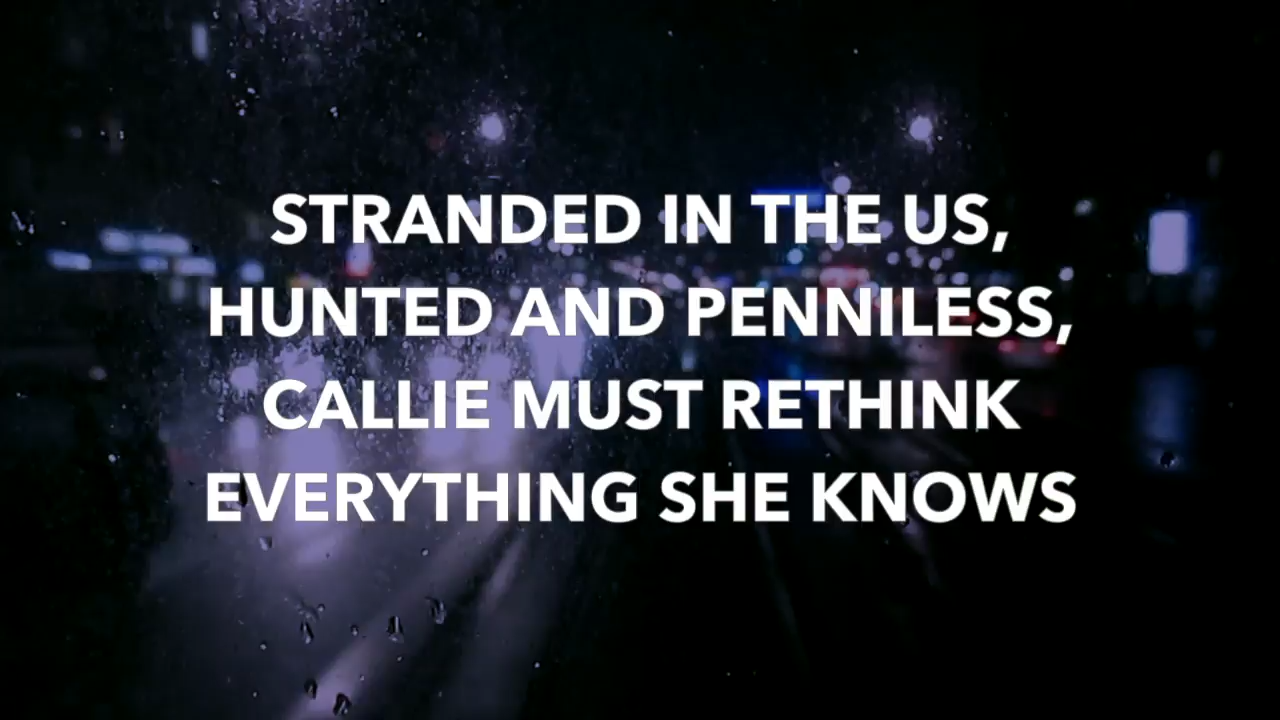 STRANDED IN THE US,
HUNTED AND PENNILESS,
CALLIE MUST RETHINK
EVERYTHING SHE KNOWS